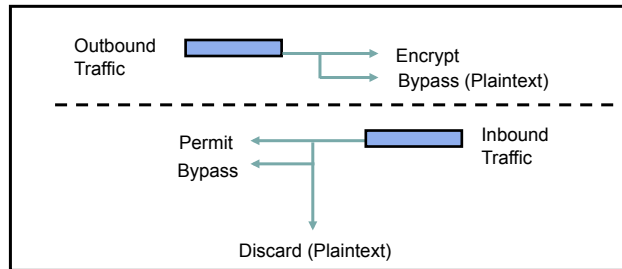 Outbound
Traffic
Encrypt
Bypass (Plaintext)
Permit
Bypass
Inbound
Traffic
Discard (Plaintext)